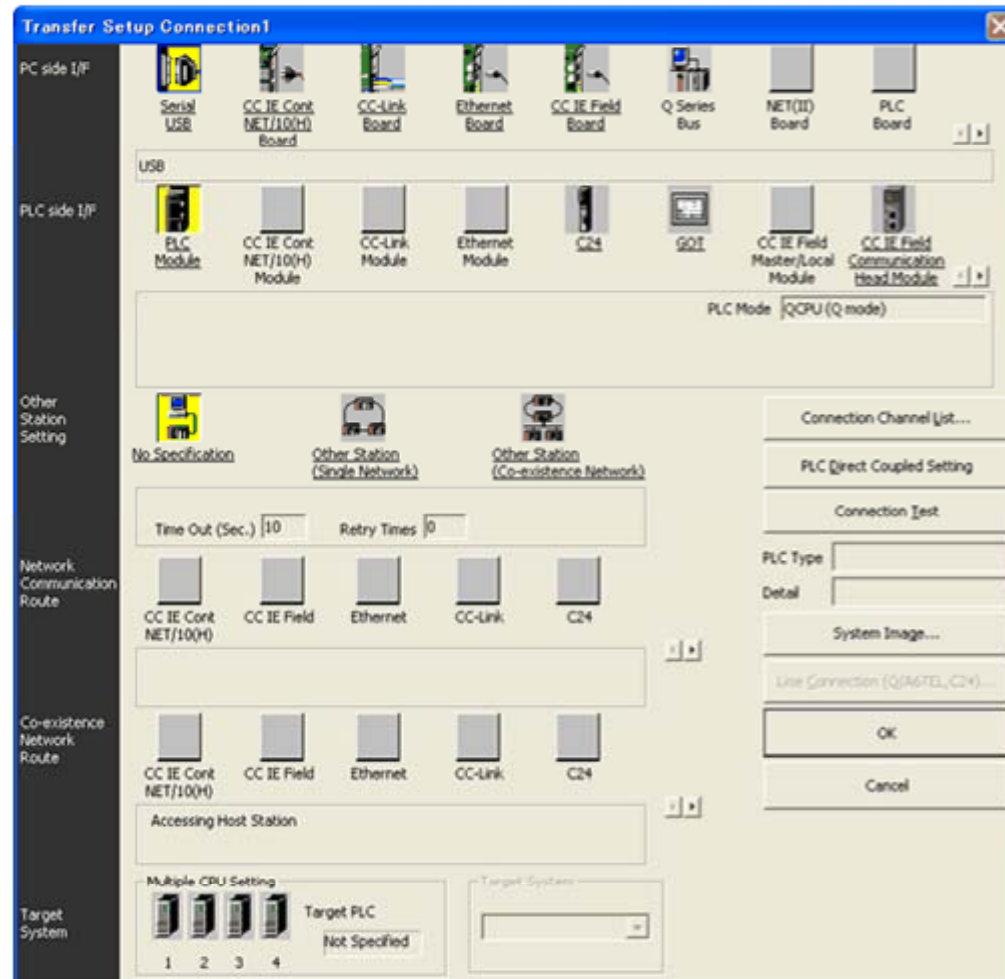 Transfer Setup Connection1
PC side I/F
Serial
USB
CC IE Cont
NET/10(H)
Board
CC-Link
Board
Ethernet
Board
CC IE Field
Board
Q Series
Bus
NET(II)
Board
PLC
Board
USB
PLC side I/F
PLC
Module
CC IE Cont
NET/10(H)
Module
CC-Link
Module
Ethernet
Module
C24
GOT
CC IE Field
Master/Local
Module
CC IE Field
Communication
Head Module
PLC Mode QCPU (Q mode)
Other
Station
Setting
No Specification
Other Station
(Single Network)
Other Station
(Co-existence Network)
Time Out (Sec.) 10 Retry Times 0
Connection Channel List...
PLC Direct Coupled Setting
Connection Test
PLC Type
Detail
System Image...
Line Connection (Q/A6TEL,C24)...
OK
Cancel
Network
Communication
Route
CC IE Cont
NET/10(H)
CC IE Field
Ethernet
CC-Link
C24
Co-existence
Network
Route
CC IE Cont
NET/10(H)
CC IE Field
Ethernet
CC-Link
C24
Accessing Host Station
Target
System
Multiple CPU Setting
1 2 3 4
Target PLC
Not Specified
Target System